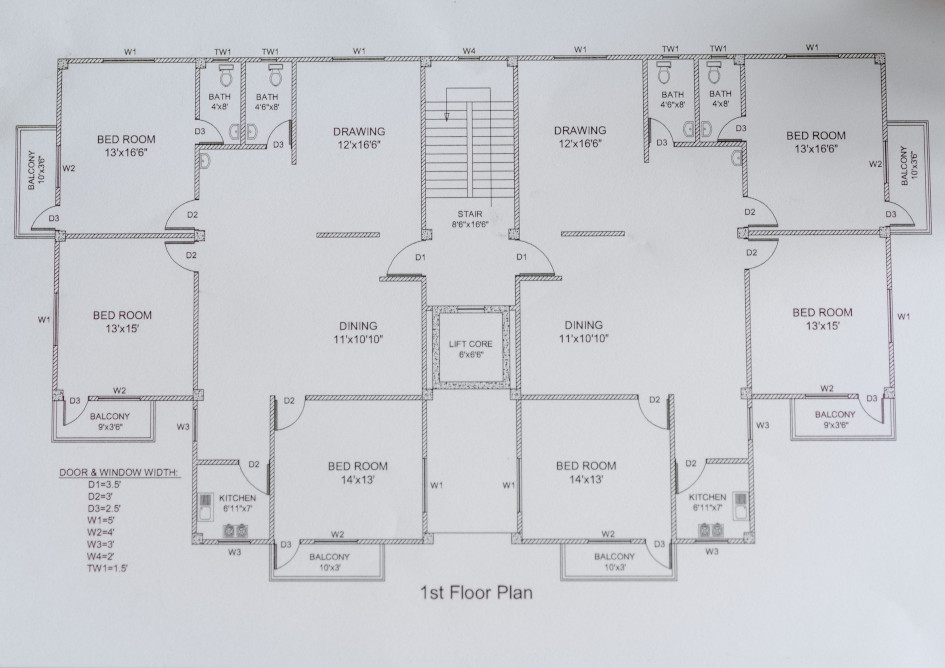 W1
TW1
TW1
W1
W4
W1
TW1
TW1
W1
BATH
4'x8'
BATH
4'6"x8'
BATH
4'6"x8'
BATH
4'x8'
BED ROOM
13'x16'6"
D3
D3
DRAWING
12'x16'6"
DRAWING
12'x16'6"
D3
D3
BED ROOM
13'x16'6"
BALCONY
10'x3'6"
W2
W2
BALCONY
10'x3'6"
D3
D2
STAIR
8'6"x16'6"
D2
D3
D2
D1
D1
D2
W1
BED ROOM
13'x15'
DINING
11'x10'10"
LIFT CORE
6'x6'6"
DINING
11'x10'10"
BED ROOM
13'x15'
W1
W2
D3
D2
D2
W2
D3
BALCONY
9'x3'6"
W3
W3
BALCONY
9'x3'6"
D2
BED ROOM
14'x13'
BED ROOM
14'x13'
D2
W1
W1
KITCHEN
6'11"x7'
KITCHEN
6'11"x7'
W3
D3
W2
W2
D3
W3
BALCONY
10'x3'
BALCONY
10'x3'
DOOR & WINDOW WIDTH:
D1=3.5'
D2=3'
D3=2.5'
W1=5'
W2=4'
W3=3'
W4=2'
TW1=1.5'
1st Floor Plan